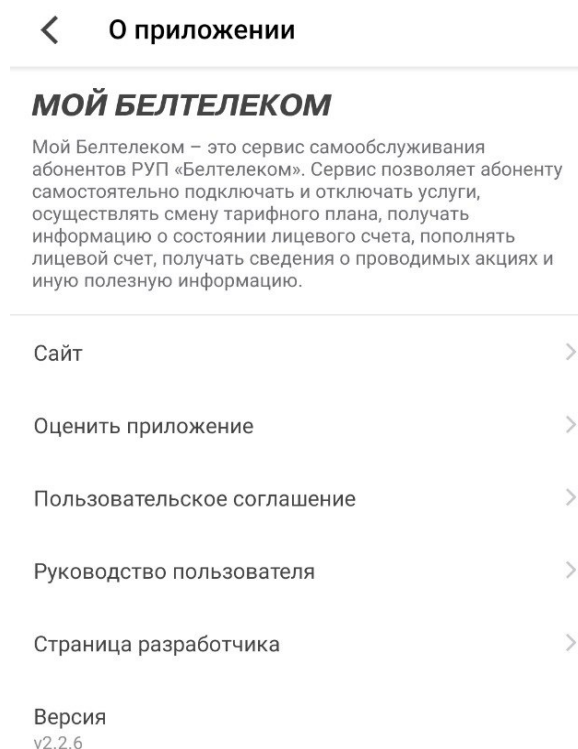 О приложении
МОЙ БЕЛТЕЛЕКОМ
Мой Белтелеком – это сервис самообслуживания
абонентов РУП «Белтелеком». Сервис позволяет абоненту
самостоятельно подключать и отключать услуги,
осуществлять смену тарифного плана, получать
информацию о состоянии лицевого счета, пополнять
лицевой счет, получать сведения о проводимых акциях и
иную полезную информацию.
Сайт
Оценить приложение
Пользовательское соглашение
Руководство пользователя
Страница разработчика
Версия
v2.2.6